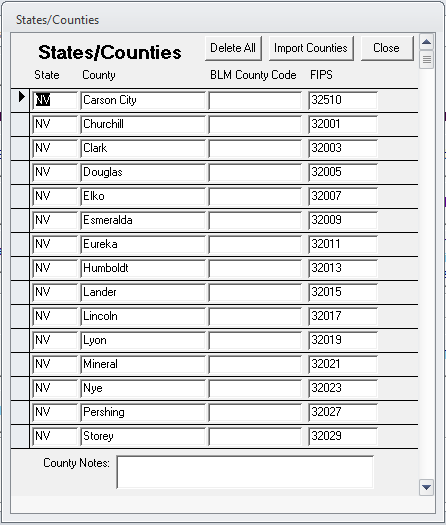 States/Counties
States/Counties Delete All Import Counties Close
State County BLM County Code FIPS
NV Carson City 32510
NV Churchill 32001
NV Clark 32003
NV Douglas 32005
NV Elko 32007
NV Esmeralda 32009
NV Eureka 32011
NV Humboldt 32013
NV Lander 32015
NV Lincoln 32017
NV Lyon 32019
NV Mineral 32021
NV Nye 32023
NV Pershing 32027
NV Storey 32029
County Notes: